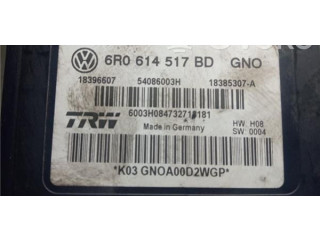 6R0 614 517 BD GNO
18396607 54086003H 18385307-A
TRW
6003H084732718181
Made in Germany
HW: H08
SW: 0004
*K03 GNOA00D2WGP*